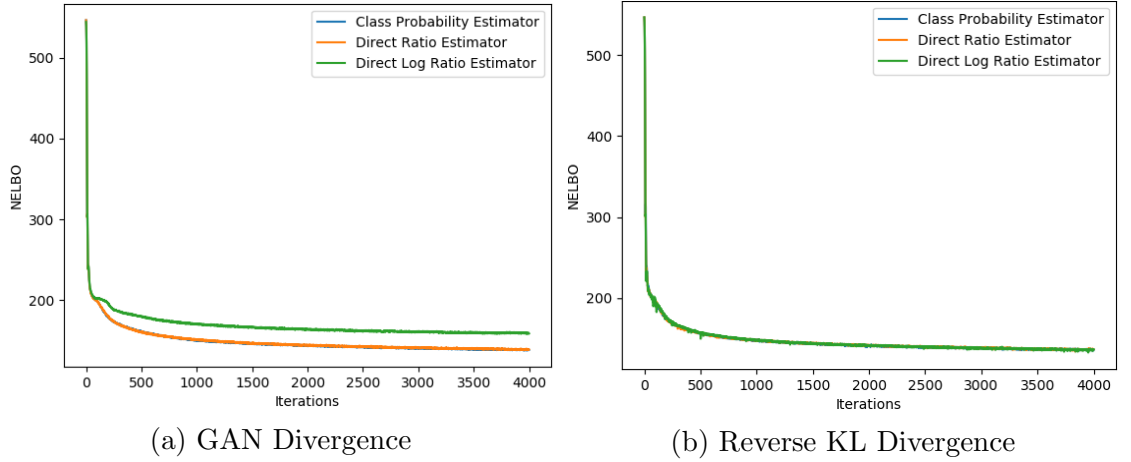 Class Probability Estimator
Direct Ratio Estimator
Direct Log Ratio Estimator
500
400
300
200
NELBO
0 500 1000 1500 2000 2500 3000 3500 4000
Iterations
(a) GAN Divergence
Class Probability Estimator
Direct Ratio Estimator
Direct Log Ratio Estimator
500
400
300
200
NELBO
0 500 1000 1500 2000 2500 3000 3500 4000
Iterations
(b) Reverse KL Divergence